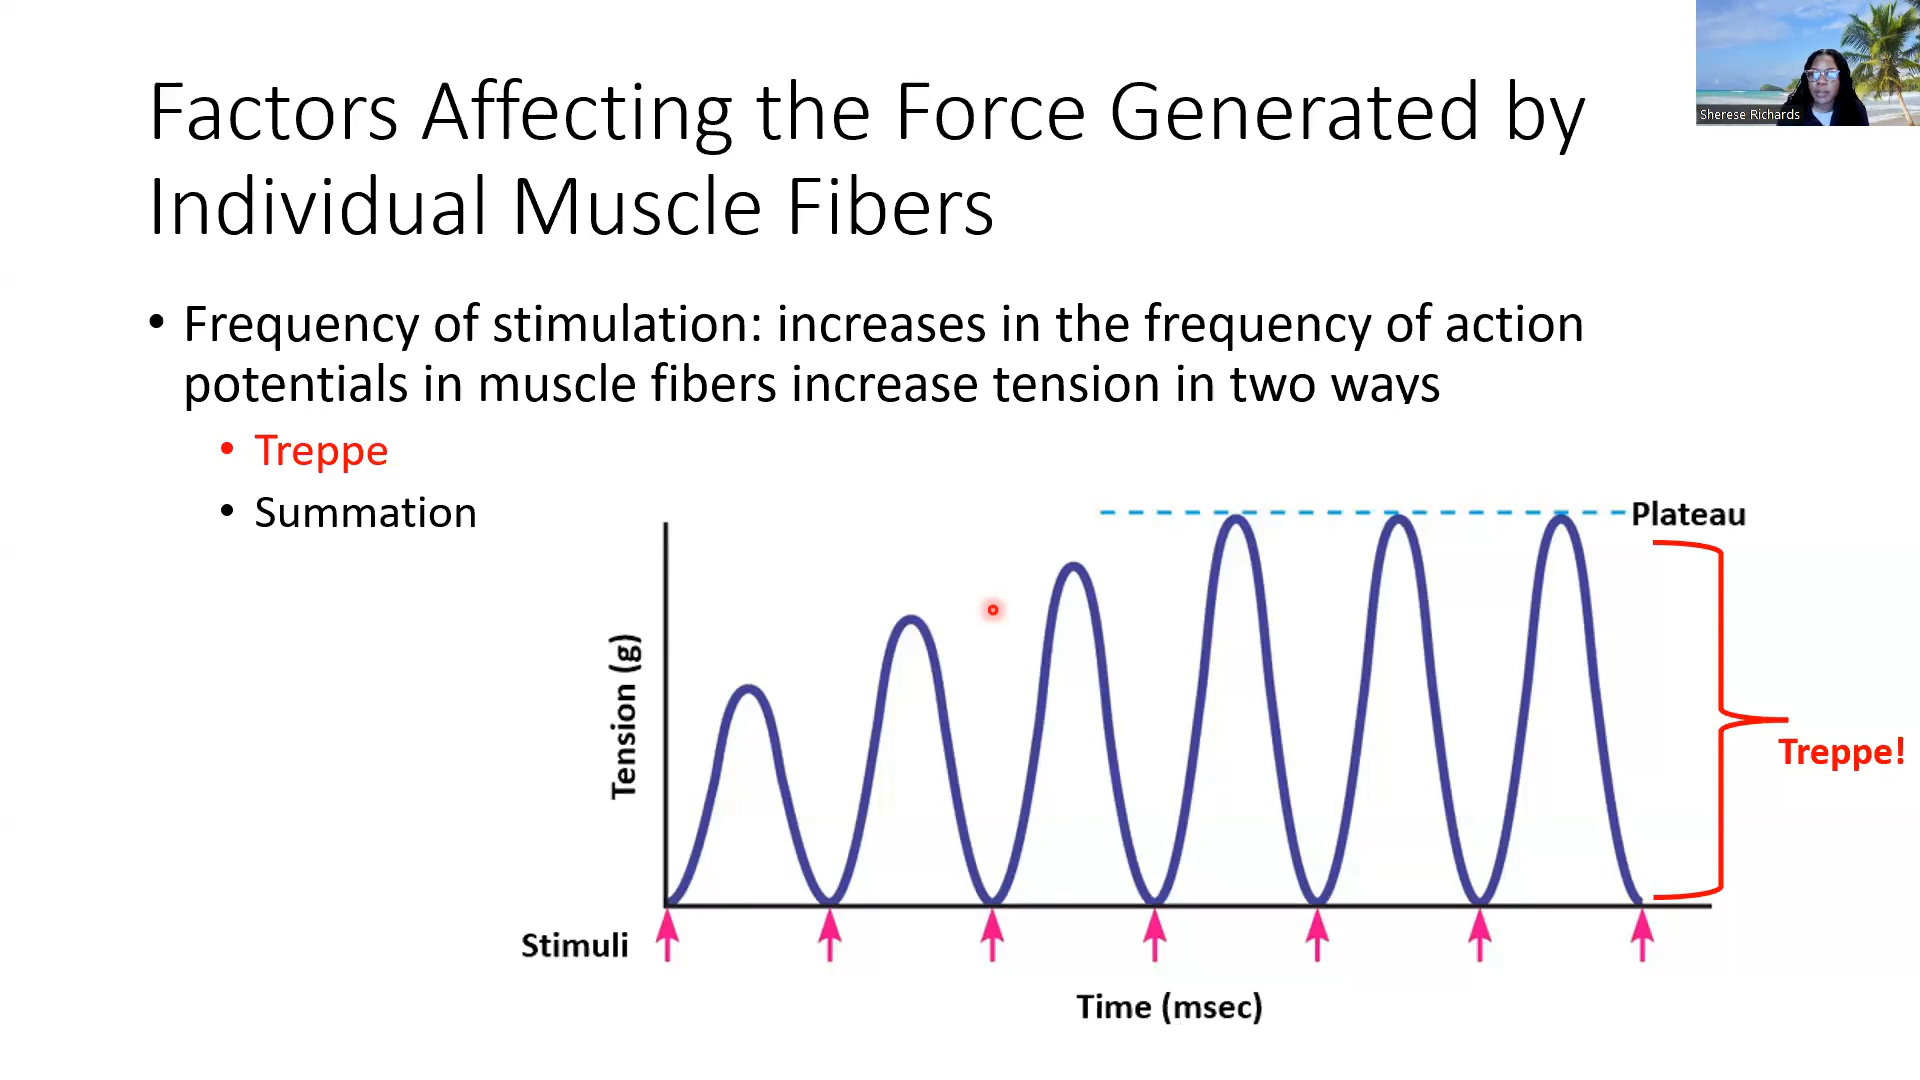 Factors Affecting the Force Generated by
Individual Muscle Fibers
Sherese Richards
• Frequency of stimulation: increases in the frequency of action
potentials in muscle fibers increase tension in two ways
• Treppe
• Summation
Plateau
Tension (g)
Treppe!
Stimuli
Time (msec)